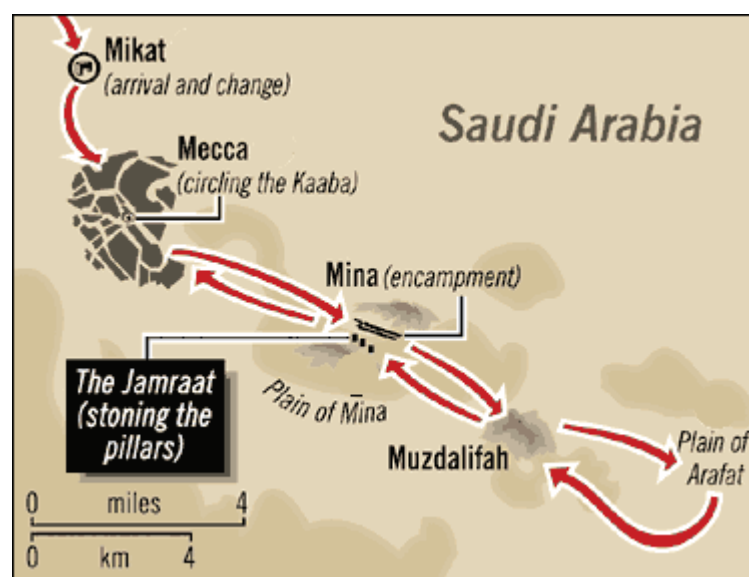 Mikat
(arrival and change)
Saudi Arabia
Mecca
(circling the Kaaba)
Mina (encampment)
The Jamraat
(stoning the
pillars)
Plain of Mina
Muzdalifah
Plain of
Arafat
0 miles 4
0 km 4